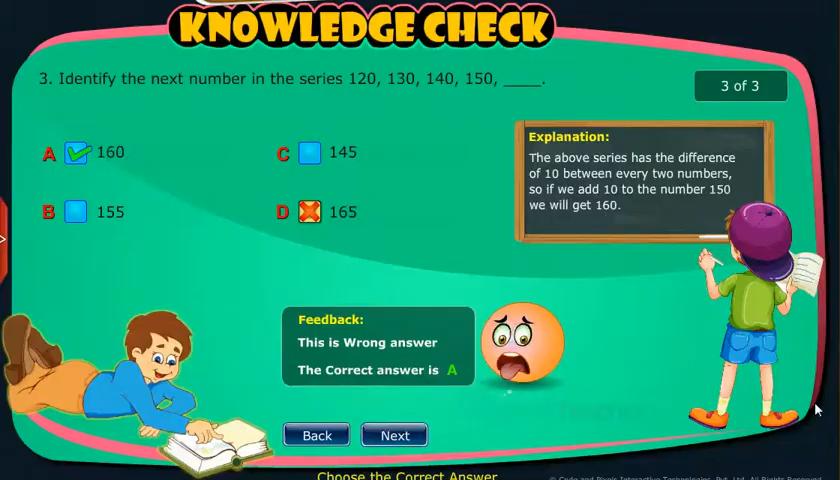 KNOWLEDGE CHECK
3. Identify the next number in the series 120, 130, 140, 150, ____.
3 of 3
A 160
C 145
B 155
D 165
Explanation:
The above series has the difference
of 10 between every two numbers,
so if we add 10 to the number 150
we will get 160.
Feedback:
This is Wrong answer
The Correct answer is A
Back
Next
Choose the Correct Answer